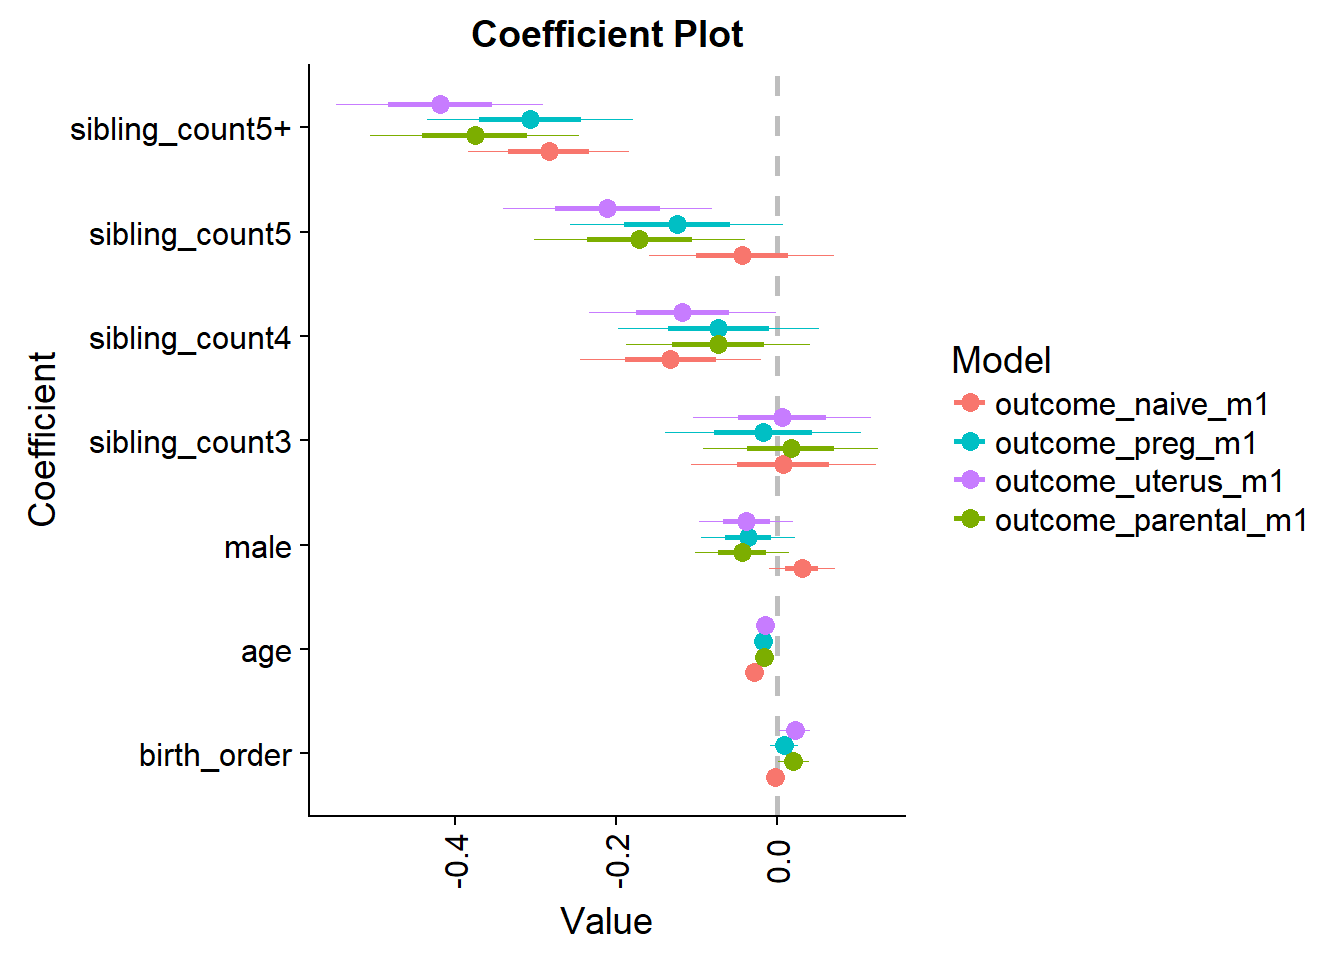 Coefficient Plot
Coefficient
sibling_count5+
sibling_count5
sibling_count4
sibling_count3
male
age
birth_order
-0.4
-0.2
0.0
Value
Model
outcome_naive_m1
outcome_preg_m1
outcome_uterus_m1
outcome_parental_m1